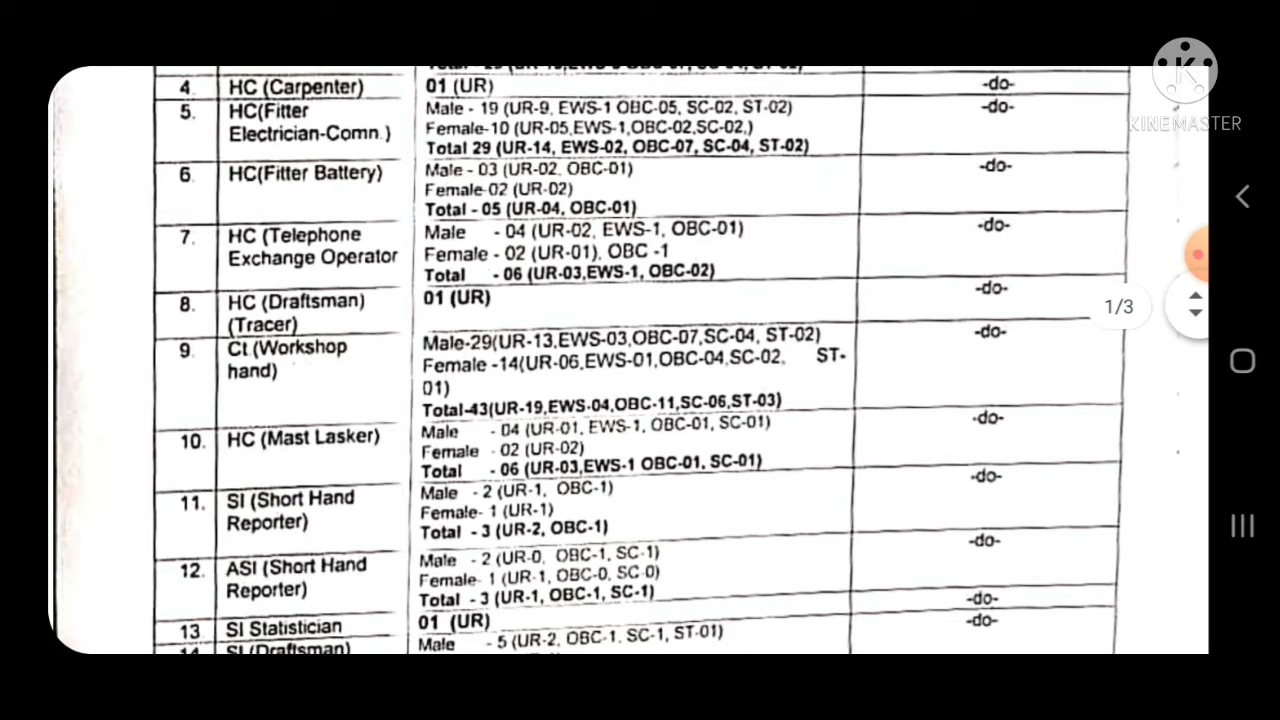 4. HC (Carpenter) 01 (UR) -do-
5. HC(Fitter Electrician-Comn.) Male - 19 (UR-9, EWS-1 OBC-05, SC-02, ST-02) -do-
Female-10 (UR-05,EWS-1,OBC-02,SC-02,)
Total 29 (UR-14, EWS-02, OBC-07, SC-04, ST-02)
6. HC(Fitter Battery) Male - 03 (UR-02, OBC-01) -do-
Female-02 (UR-02)
Total - 05 (UR-04, OBC-01)
7. HC (Telephone Exchange Operator Male - 04 (UR-02, EWS-1, OBC-01) -do-
Female - 02 (UR-01), OBC -1
Total - 06 (UR-03,EWS-1, OBC-02)
8. HC (Draftsman) (Tracer) 01 (UR) -do-
9. Ct.(Workshop hand) Male-29(UR-13,EWS-03,OBC-07,SC-04, ST-02) -do-
Female -14(UR-06,EWS-01,OBC-04,SC-02, ST-
01)
Total-43(UR-19,EWS-04,OBC-11,SC-06,ST-03)
10. HC (Mast Lasker) Male - 04 (UR-01, EWS-1, OBC-01, SC-01) -do-
Female - 02 (UR-02)
Total - 06 (UR-03,EWS-1 OBC-01, SC-01)
11. SI (Short Hand Reporter) Male - 2 (UR-1, OBC-1) -do-
Female- 1 (UR-1)
Total - 3 (UR-2, OBC-1)
12. ASI (Short Hand Reporter) Male - 2 (UR-0, OBC-1, SC-1) -do-
Female- 1 (UR-1, OBC-0, SC-0)
Total - 3 (UR-1, OBC-1, SC-1)
13 SI Statistician 01 (UR) -do-
SI (Draftsman) Male - 5 (UR-2, OBC-1, SC-1, ST-01) -do-
K
KINEMASTER
1/3